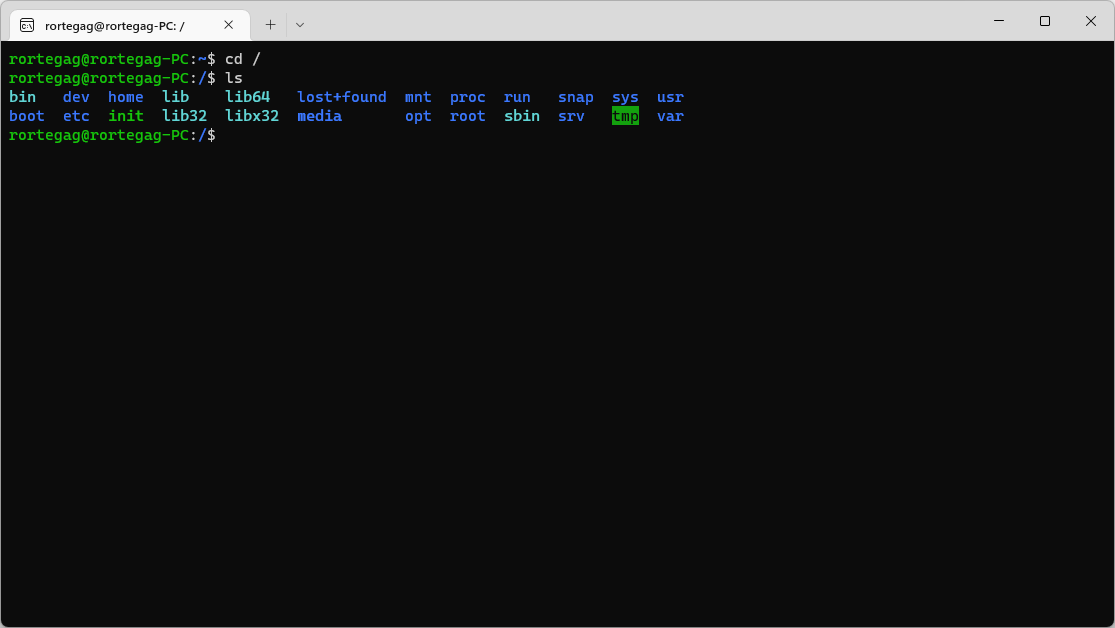 rortegag@rortegag-PC: /
rortegag@rortegag-PC:~$ cd /
rortegag@rortegag-PC:/$ ls
bin   dev  home  lib    lib64   lost+found  mnt  proc  run   snap  sys  usr
boot  etc  init  lib32  libx32  media       opt  root  sbin  srv   tmp  var
rortegag@rortegag-PC:/$